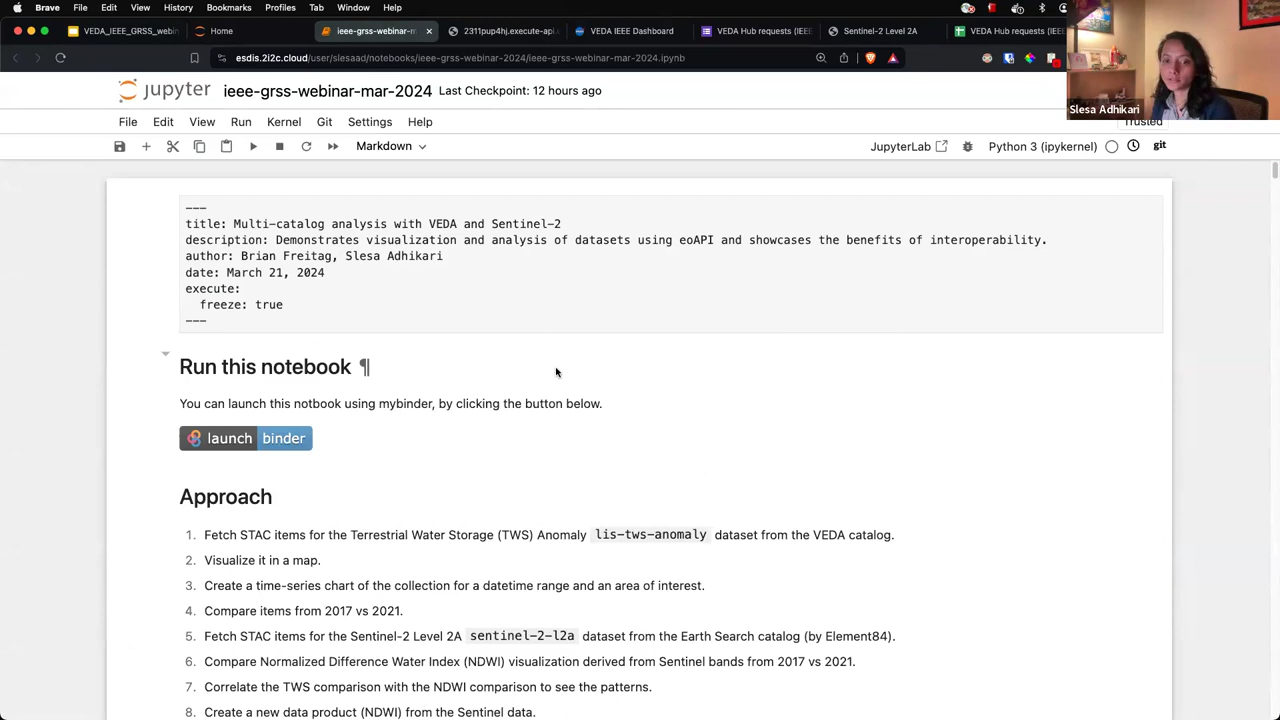 Brave File Edit View History Bookmarks Profiles Tab Window Help
VEDA_IEEE_GRSS_webin
Home
ieee-grss-webinar-m
2311pup4hj.execute-api.
VEDA IEEE Dashboard
VEDA Hub requests (IEEE
Sentinel-2 Level 2A
VEDA Hub requests (IEEE
esdis.2i2c.cloud/user/slesaad/notebooks/ieee-grss-webinar-2024/ieee-grss-webinar-mar-2024.ipynb
Slesa Adhikari
jupyter ieee-grss-webinar-mar-2024 Last Checkpoint: 12 hours ago
File Edit View Run Kernel Git Settings Help
Trusted
Markdown
JupyterLab
Python 3 (ipykernel)
git
---
title: Multi-catalog analysis with VEDA and Sentinel-2
description: Demonstrates visualization and analysis of datasets using eoAPI and showcases the benefits of interoperability.
author: Brian Freitag, Slesa Adhikari
date: March 21, 2024
execute:
freeze: true
---
Run this notebook ¶
You can launch this notbook using mybinder, by clicking the button below.
launch binder
Approach
1. Fetch STAC items for the Terrestrial Water Storage (TWS) Anomaly lis-tws-anomaly dataset from the VEDA catalog.
2. Visualize it in a map.
3. Create a time-series chart of the collection for a datetime range and an area of interest.
4. Compare items from 2017 vs 2021.
5. Fetch STAC items for the Sentinel-2 Level 2A sentinel-2-l2a dataset from the Earth Search catalog (by Element84).
6. Compare Normalized Difference Water Index (NDWI) visualization derived from Sentinel bands from 2017 vs 2021.
7. Correlate the TWS comparison with the NDWI comparison to see the patterns.
8. Create a new data product (NDWI) from the Sentinel data.